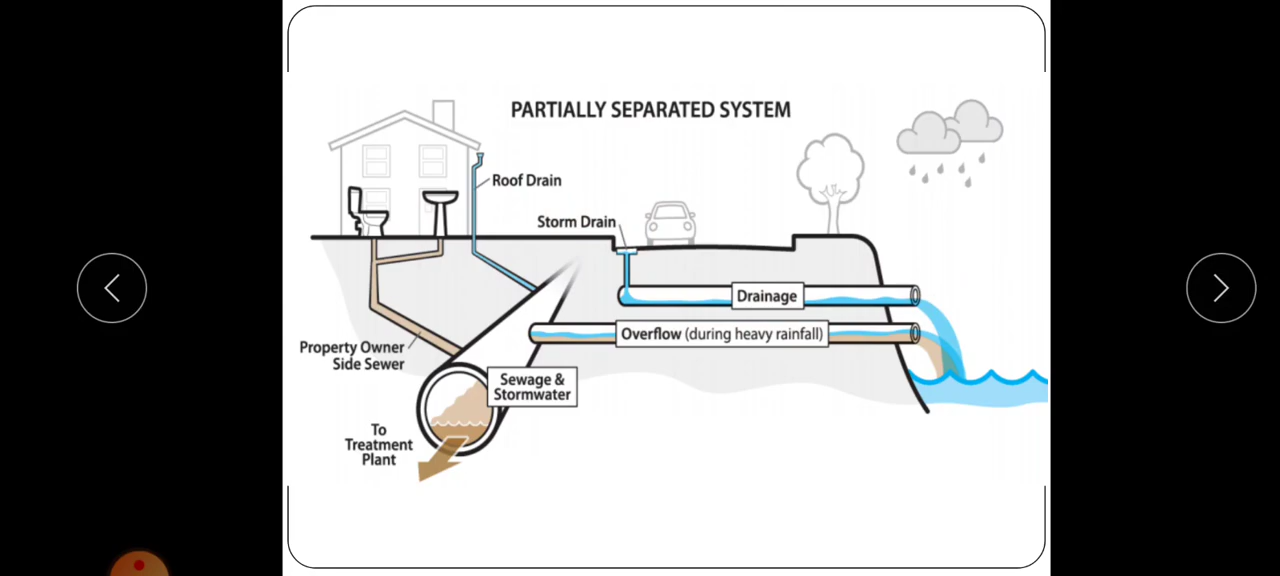 PARTIALLY SEPARATED SYSTEM
Roof Drain
Storm Drain
Drainage
Overflow (during heavy rainfall)
Property Owner
Side Sewer
Sewage &
Stormwater
To
Treatment
Plant